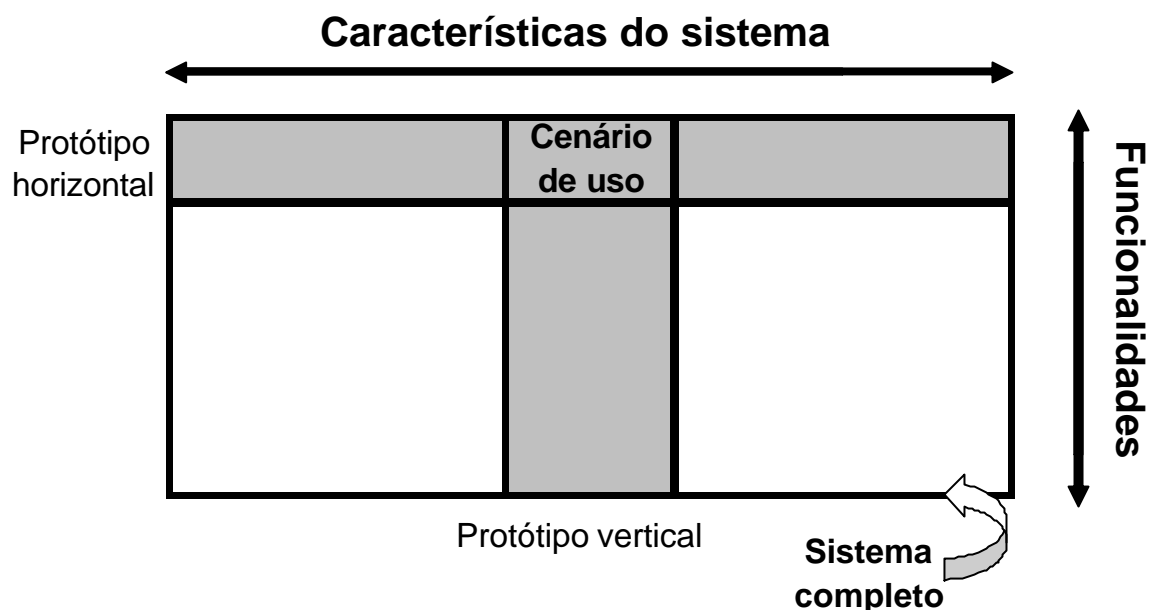 Características do sistema
Protótipo
horizontal
Cenário
de uso
Funcionalidades
Protótipo vertical
Sistema
completo